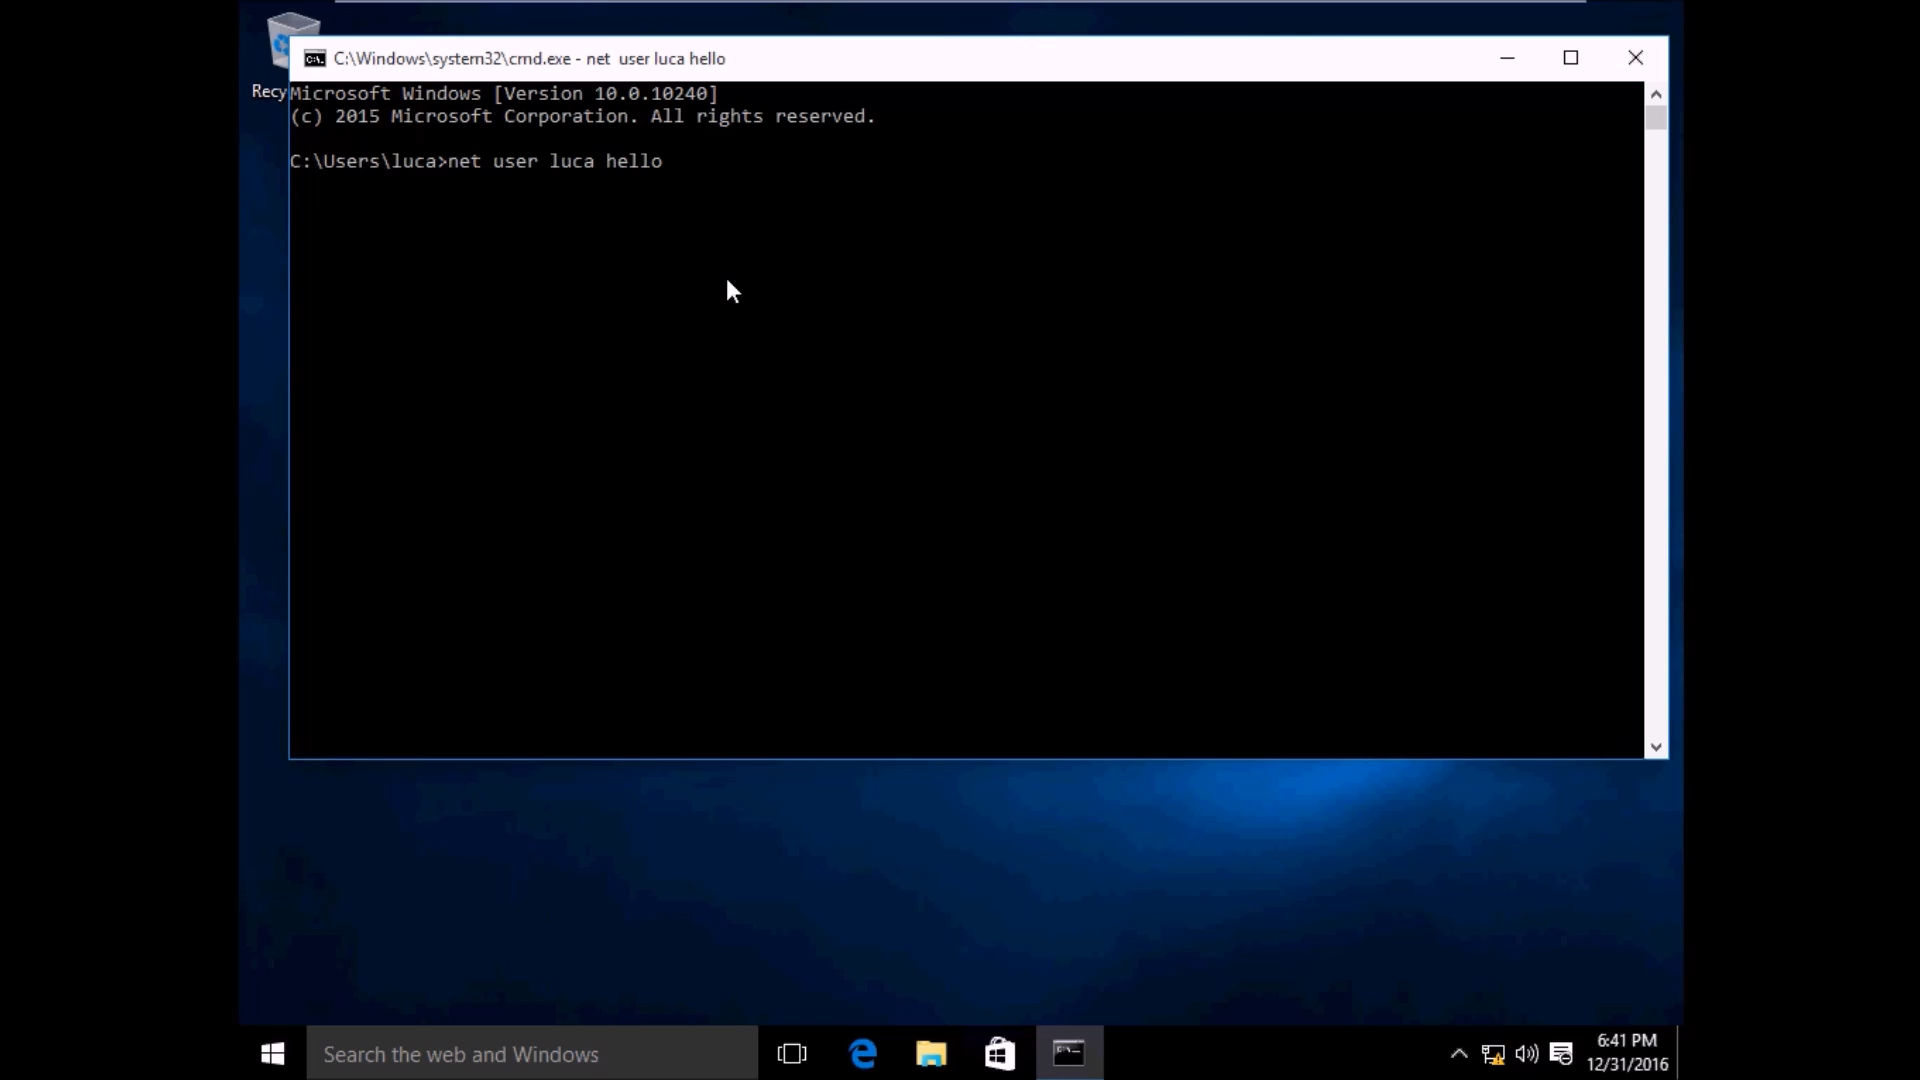 C:\Windows\system32\cmd.exe - net  user luca hello
Recy
Microsoft Windows [Version 10.0.10240]
(c) 2015 Microsoft Corporation. All rights reserved.
C:\Users\luca>net user luca hello
Search the web and Windows
6:41 PM
12/31/2016